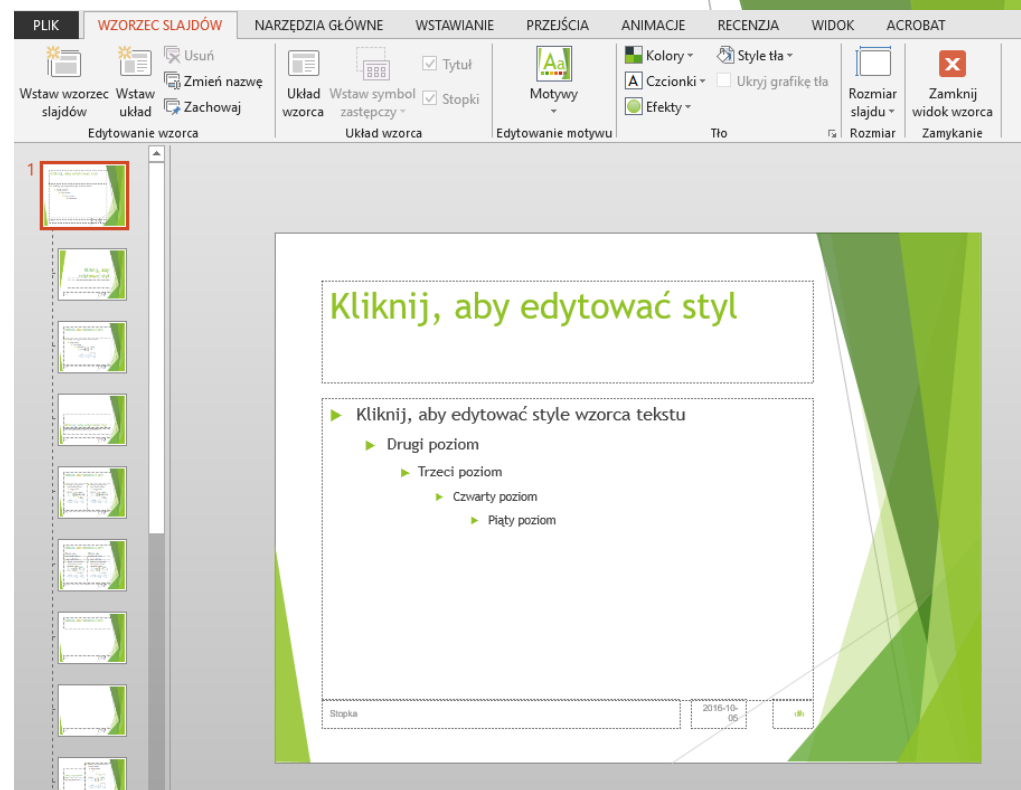 PLIK WZORZEC SLAJDÓW NARZĘDZIA GŁÓWNE WSTAWIANIE PRZEJŚCIA ANIMACJE RECENZJA WIDOK ACROBAT
Wstaw wzorzec slajdów
Wstaw układ
Usuń
Zmień nazwę
Zachowaj
Edytowanie wzorca
Układ wzorca
Wstaw symbol zastępczy
Tytuł
Stopki
Układ wzorca
Aa
Motywy
Edytowanie motywu
Kolory
A Czcionki
Efekty
Style tła
Ukryj grafikę tła
Tło
Rozmiar slajdu
Rozmiar
Zamknij widok wzorca
Zamykanie
1
Kliknij, aby edytować styl
Kliknij, aby edytować style wzorca tekstu
Drugi poziom
Trzeci poziom
Czwarty poziom
Piąty poziom
Stopka
2016-10-
05
‹#›